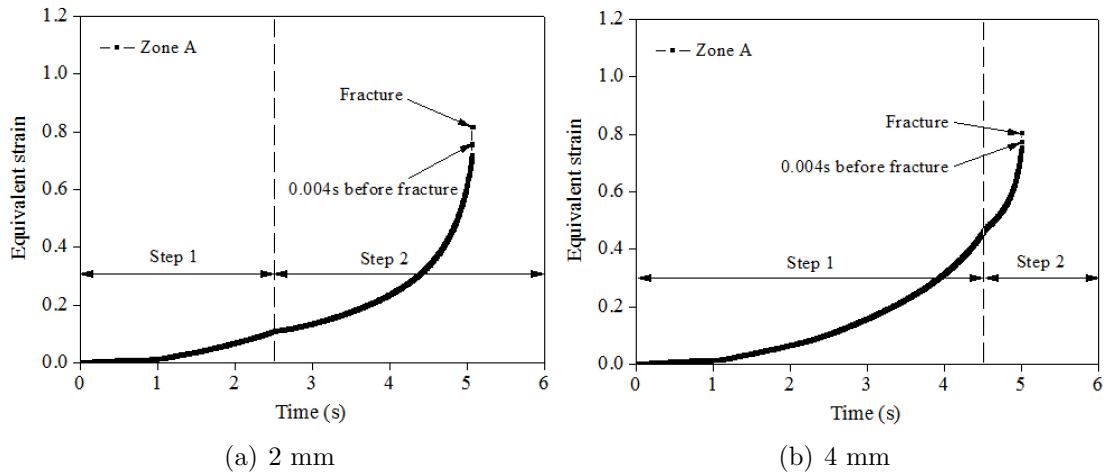 1.2
Zone A
1.0
Fracture
0.8
0.6
0.004s before fracture
Equivalent strain
0.4
Step 1
Step 2
0.2
0.0
0 1 2 3 4 5 6
Time (s)
(a) 2 mm
1.2
Zone A
1.0
Fracture
0.8
0.004s before fracture
0.6
Equivalent strain
0.4
Step 1
Step 2
0.2
0.0
0 1 2 3 4 5 6
Time (s)
(b) 4 mm